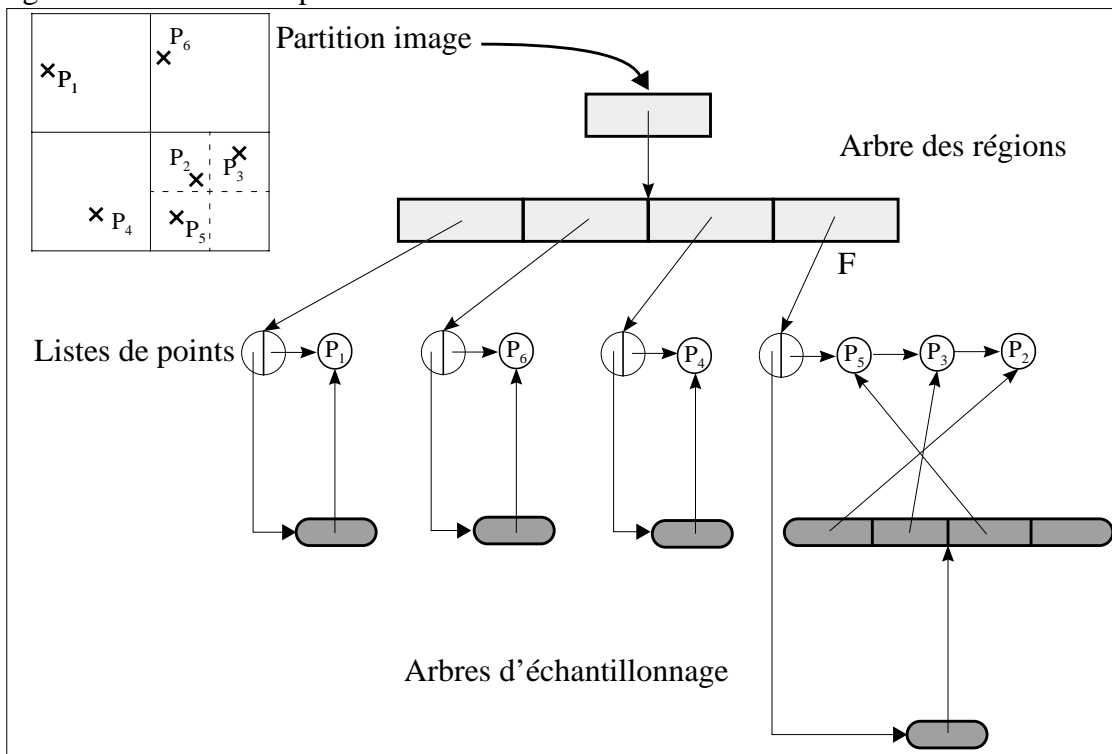 P6
Partition image
P1
Arbre des régions
P2
P3
P4
P5
F
Listes de points
P1
P6
P4
P5
P3
P2
Arbres d’échantillonnage